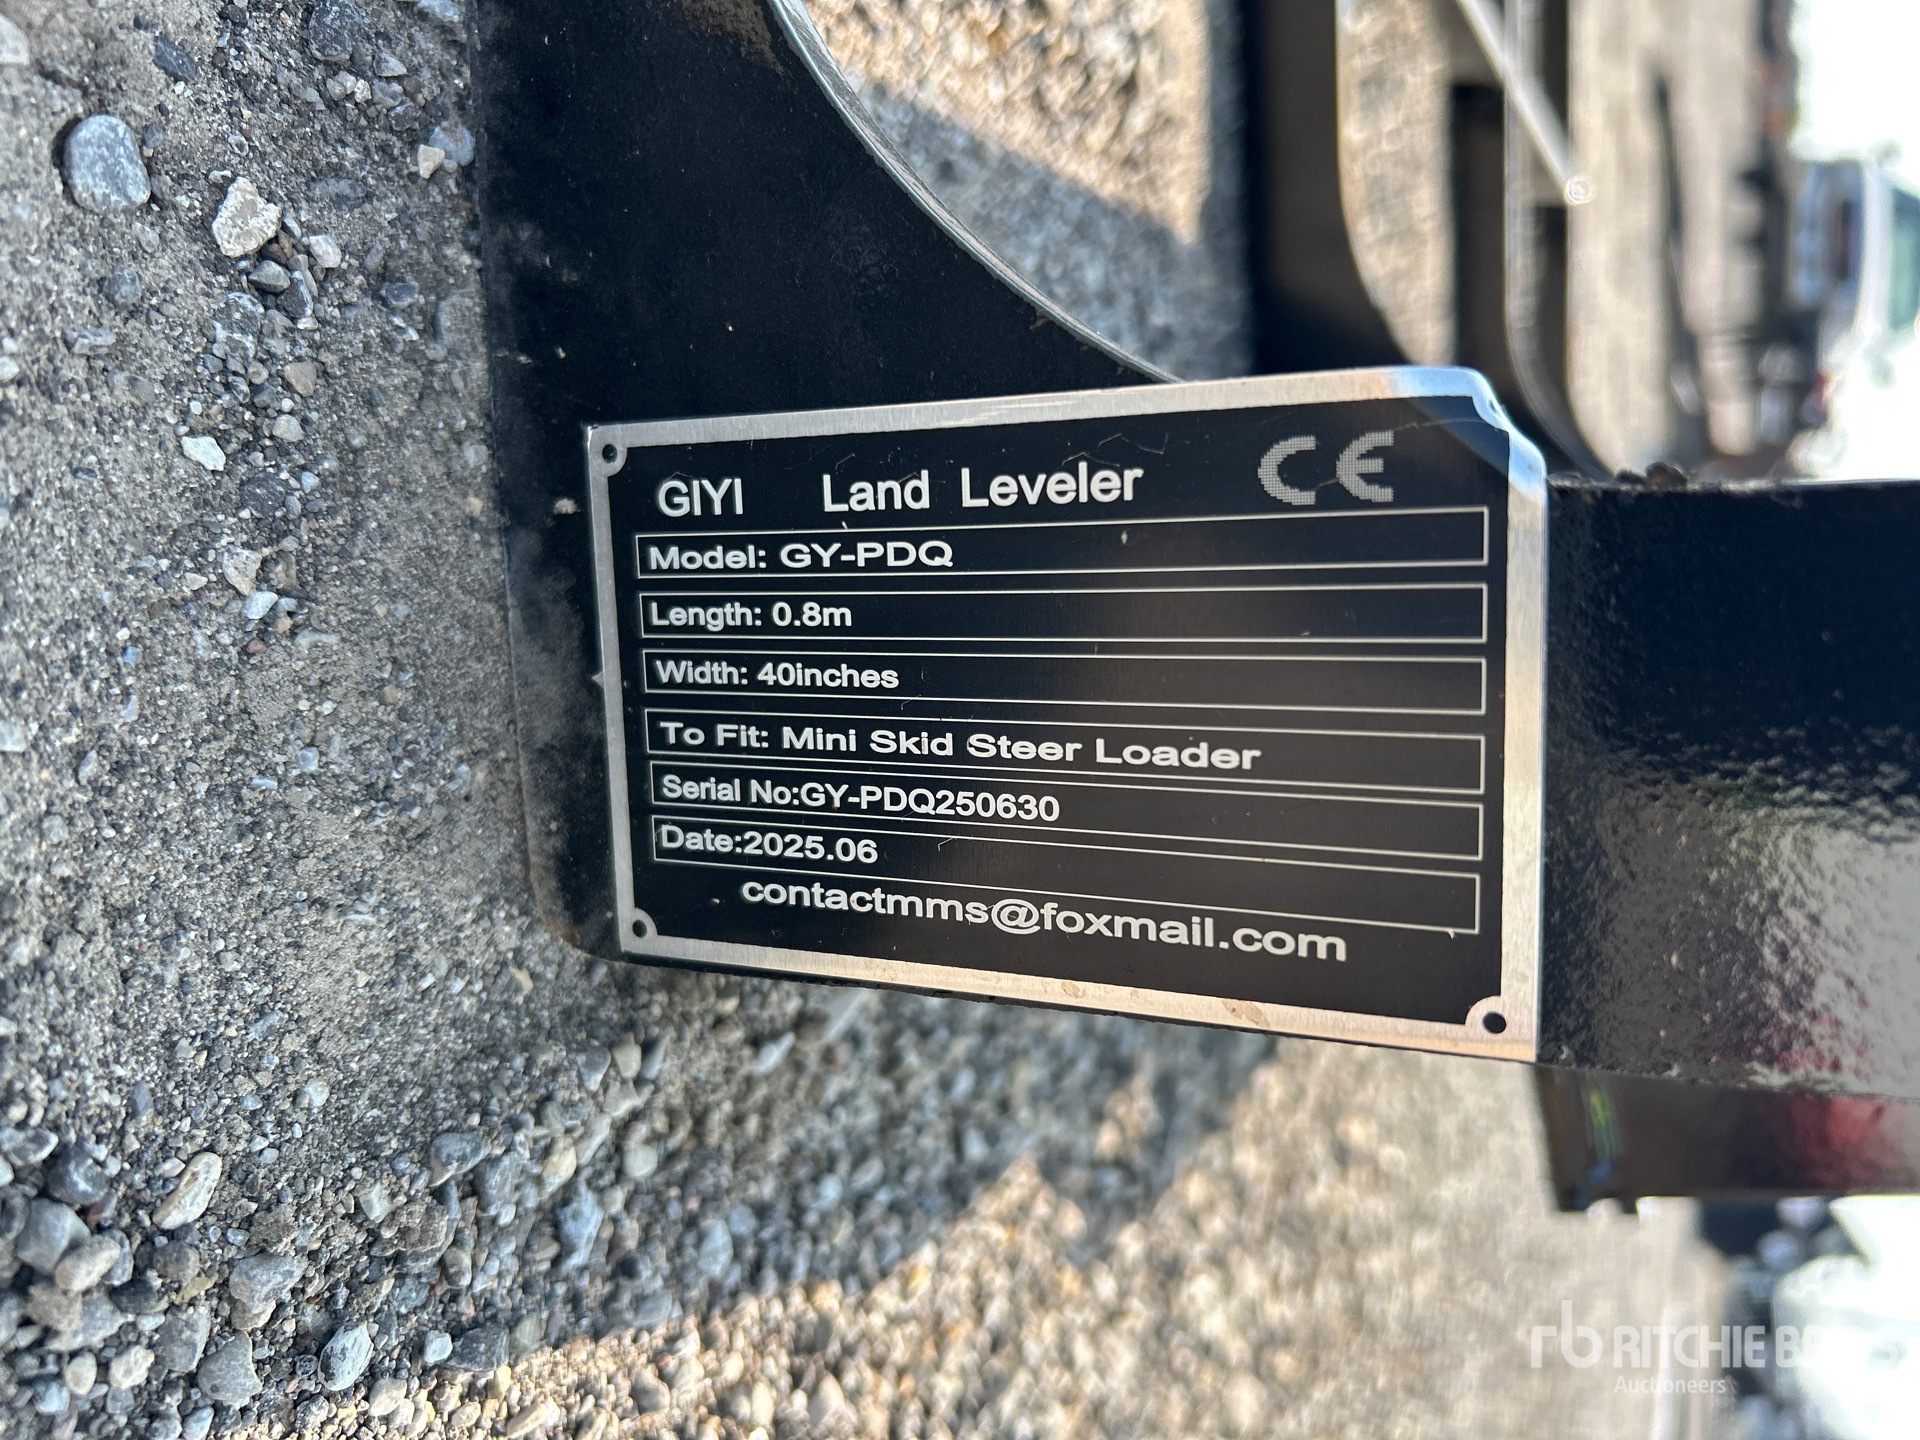 GIYI Land Leveler CE
Model: GY-PDQ
Length: 0.8m
Width: 40inches
To Fit: Mini Skid Steer Loader
Serial No:GY-PDQ250630
Date:2025.06
contactmms@foxmail.com
rb RITCHIE BROS
Auctioneers